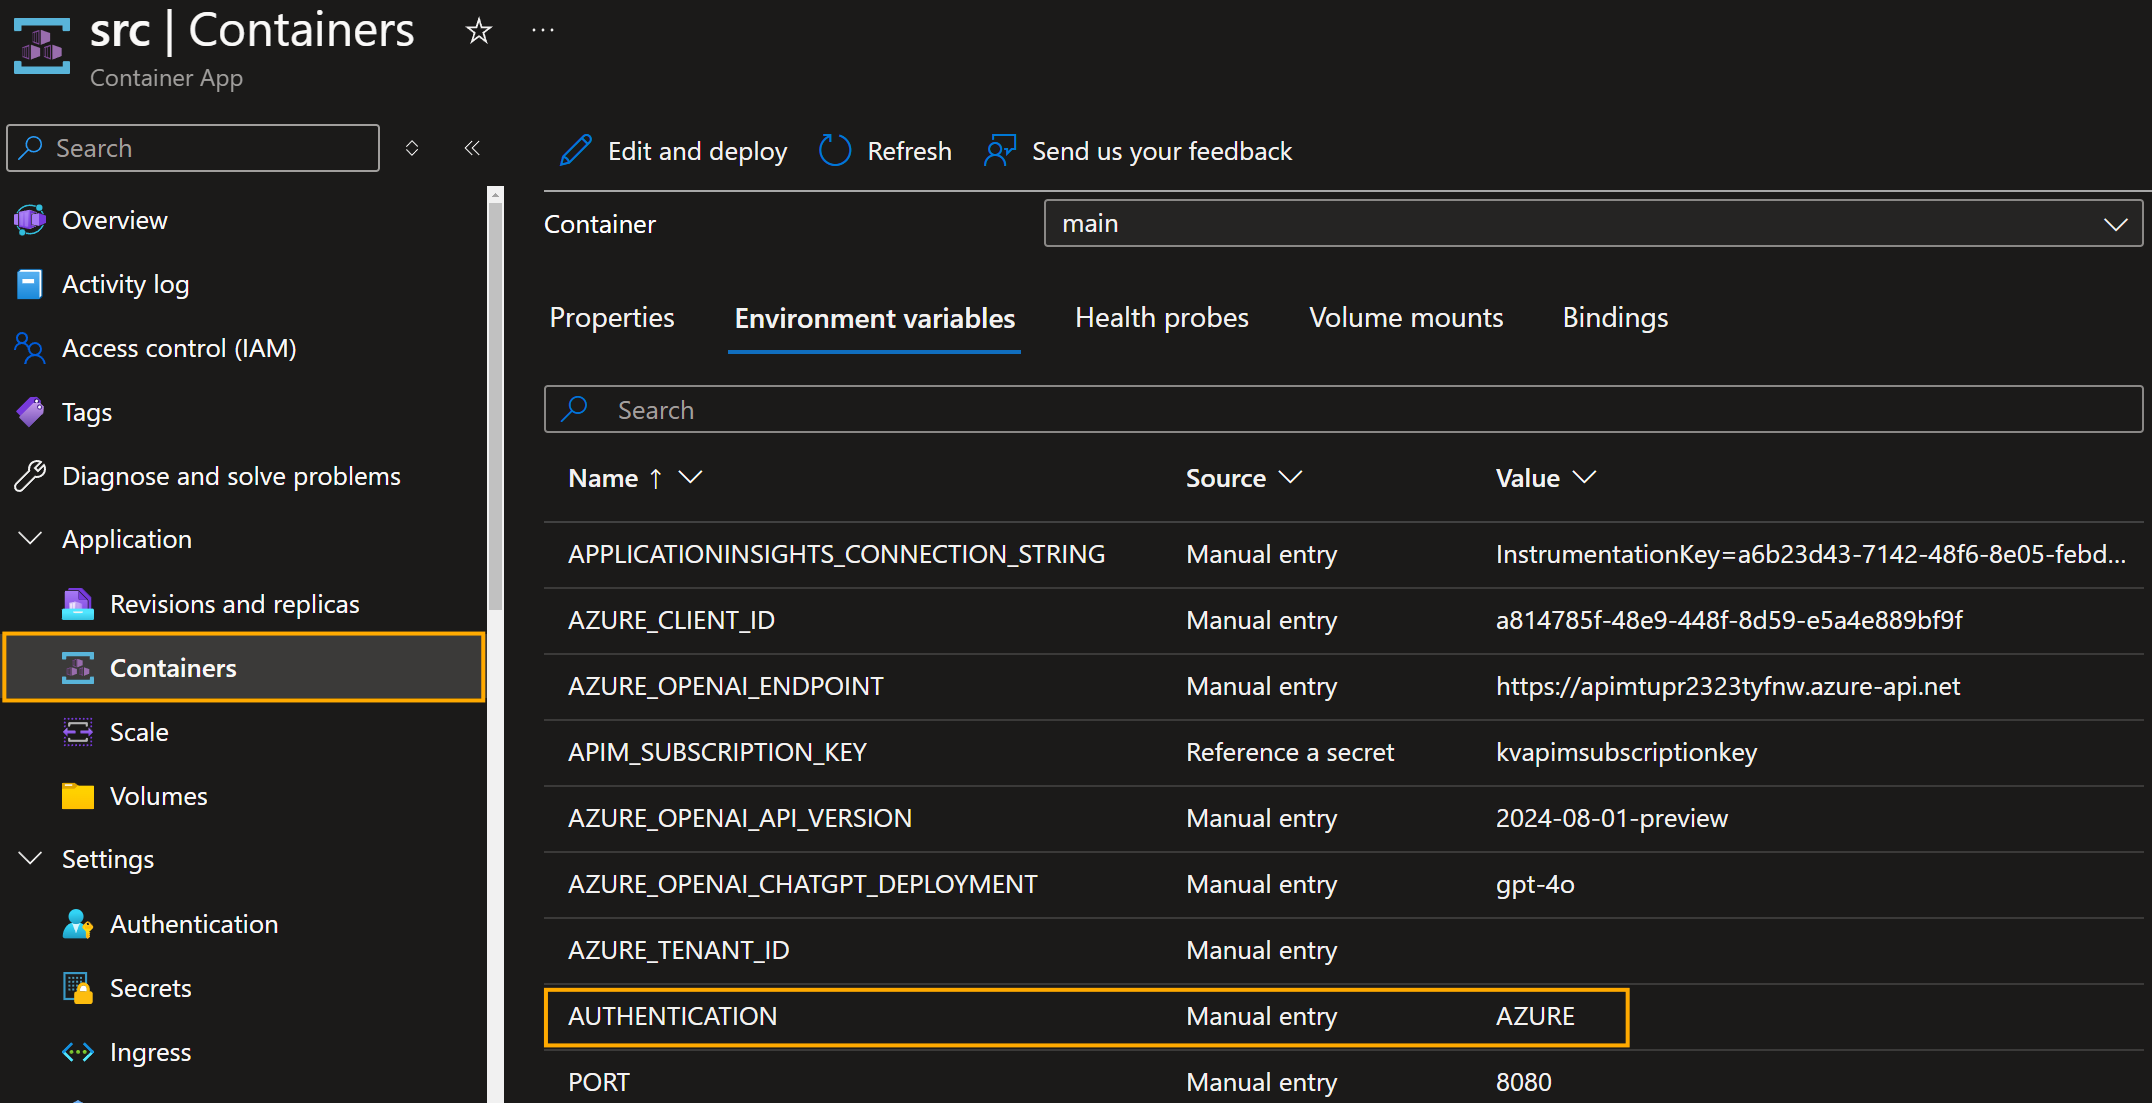 src | Containers
Container App
Search
Overview
Activity log
Access control (IAM)
Tags
Diagnose and solve problems
Application
Revisions and replicas
Containers
Scale
Volumes
Settings
Authentication
Secrets
Ingress
Edit and deploy Refresh Send us your feedback
Container main
Properties Environment variables Health probes Volume mounts Bindings
Search
Name ↑ Source Value
APPLICATIONINSIGHTS_CONNECTION_STRING Manual entry InstrumentationKey=a6b23d43-7142-48f6-8e05-febd...
AZURE_CLIENT_ID Manual entry a814785f-48e9-448f-8d59-e5a4e889bf9f
AZURE_OPENAI_ENDPOINT Manual entry https://apimtupr2323tyfnw.azure-api.net
APIM_SUBSCRIPTION_KEY Reference a secret kvapimsubscriptionkey
AZURE_OPENAI_API_VERSION Manual entry 2024-08-01-preview
AZURE_OPENAI_CHATGPT_DEPLOYMENT Manual entry gpt-4o
AZURE_TENANT_ID Manual entry
AUTHENTICATION Manual entry AZURE
PORT Manual entry 8080